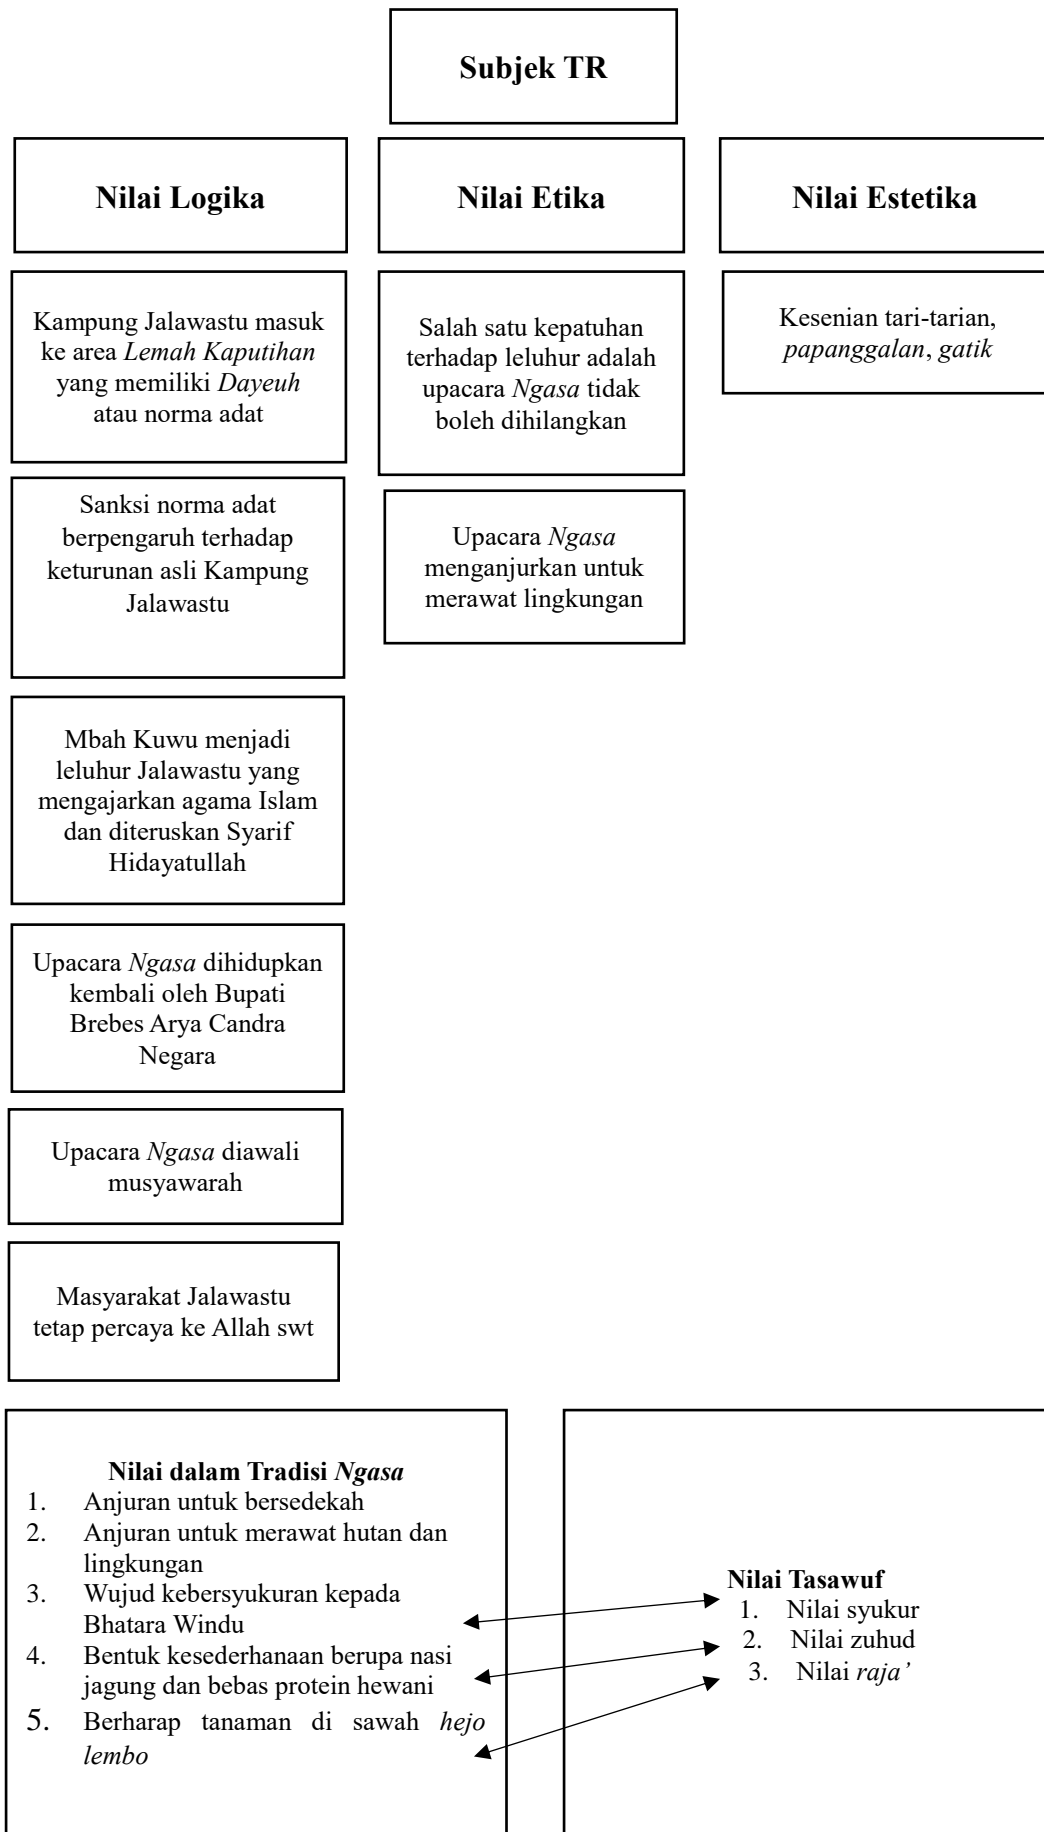 Subjek TR
Nilai Logika
Nilai Etika
Nilai Estetika
Kampung Jalawastu masuk
ke area Lemah Kaputihan
yang memiliki Dayeuh
atau norma adat
Salah satu kepatuhan
terhadap leluhur adalah
upacara Ngasa tidak
boleh dihilangkan
Kesenian tari-tarian,
papanggalan, gatik
Sanksi norma adat
berpengaruh terhadap
keturunan asli Kampung
Jalawastu
Upacara Ngasa
menganjurkan untuk
merawat lingkungan
Mbah Kuwu menjadi
leluhur Jalawastu yang
mengajarkan agama Islam
dan diteruskan Syarif
Hidayatullah
Upacara Ngasa dihidupkan
kembali oleh Bupati
Brebes Arya Candra
Negara
Upacara Ngasa diawali
musyawarah
Masyarakat Jalawastu
tetap percaya ke Allah swt
Nilai dalam Tradisi Ngasa
1. Anjuran untuk bersedekah
2. Anjuran untuk merawat hutan dan
lingkungan
3. Wujud kebersyukuran kepada
Bhatara Windu
4. Bentuk kesederhanaan berupa nasi
jagung dan bebas protein hewani
5. Berharap tanaman di sawah hejo
lembo
Nilai Tasawuf
1. Nilai syukur
2. Nilai zuhud
3. Nilai raja’